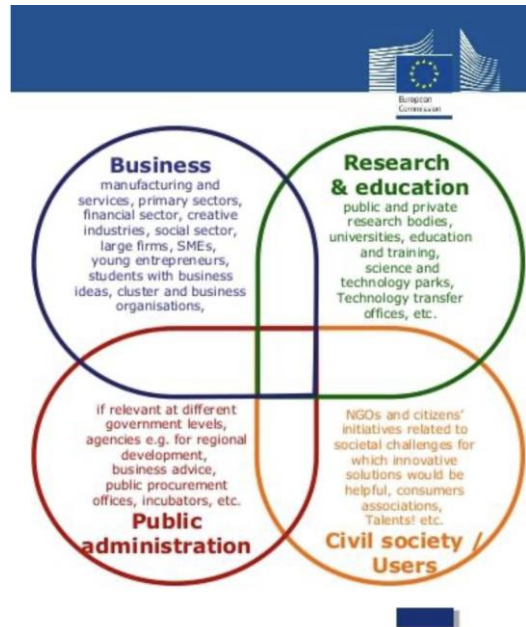 European
Commission
Business
manufacturing and
services, primary sectors,
financial sector, creative
industries, social sector,
large firms, SMEs,
young entrepreneurs,
students with business
ideas, cluster and business
organisations,
Research
& education
public and private
research bodies,
universities, education
and training,
science and
technology parks,
Technology transfer
offices, etc.
if relevant at different
government levels,
agencies e.g. for regional
development,
business advice,
public procurement
offices, incubators, etc.
Public
administration
NGOs and citizens’
initiatives related to
societal challenges for
which innovative
solutions would be
helpful, consumers
associations,
Talents! etc.
Civil society /
Users